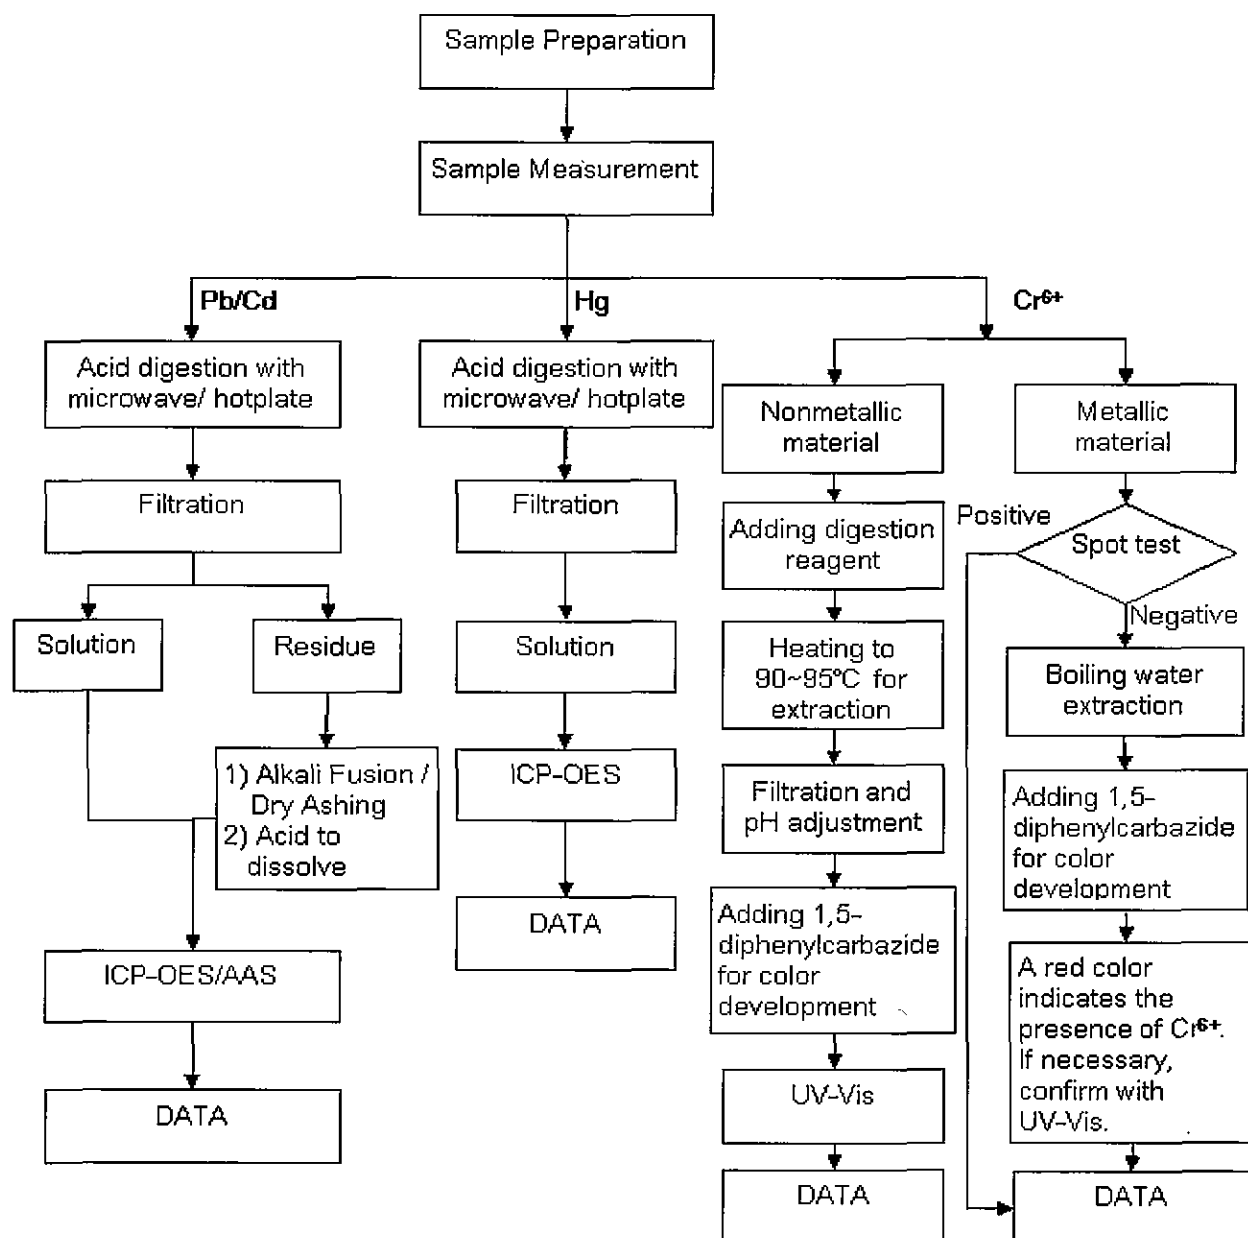 Sample Preparation
Sample Measurement
Pb/Cd
Hg
Cr⁶⁺
Acid digestion with
microwave/ hotplate
Filtration
Solution
Residue
1) Alkali Fusion /
Dry Ashing
2) Acid to
dissolve
ICP-OES/AAS
DATA
Acid digestion with
microwave/ hotplate
Filtration
Solution
ICP-OES
DATA
Nonmetallic
material
Adding digestion
reagent
Heating to
90~95°C for
extraction
Filtration and
pH adjustment
Adding 1,5-
diphenylcarbazide
for color
development
UV-Vis
DATA
Metallic
material
Spot test
Positive
Negative
Boiling water
extraction
Adding 1,5-
diphenylcarbazide
for color
development
A red color
indicates the
presence of Cr⁶⁺.
If necessary,
confirm with
UV-Vis.
DATA